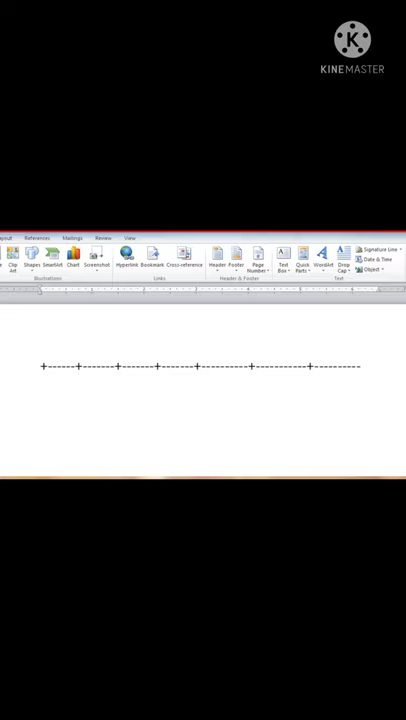 K
KINEMASTER
References Mailings Review View
Clip Art Shapes SmartArt Chart Screenshot Hyperlink Bookmark Cross-reference Header Footer Page Number Text Box Quick Parts WordArt Drop Cap Signature Line
Date & Time
Object
Illustrations Links Header & Footer Text
+------+-------+-------+-------+----------+-----------+---------